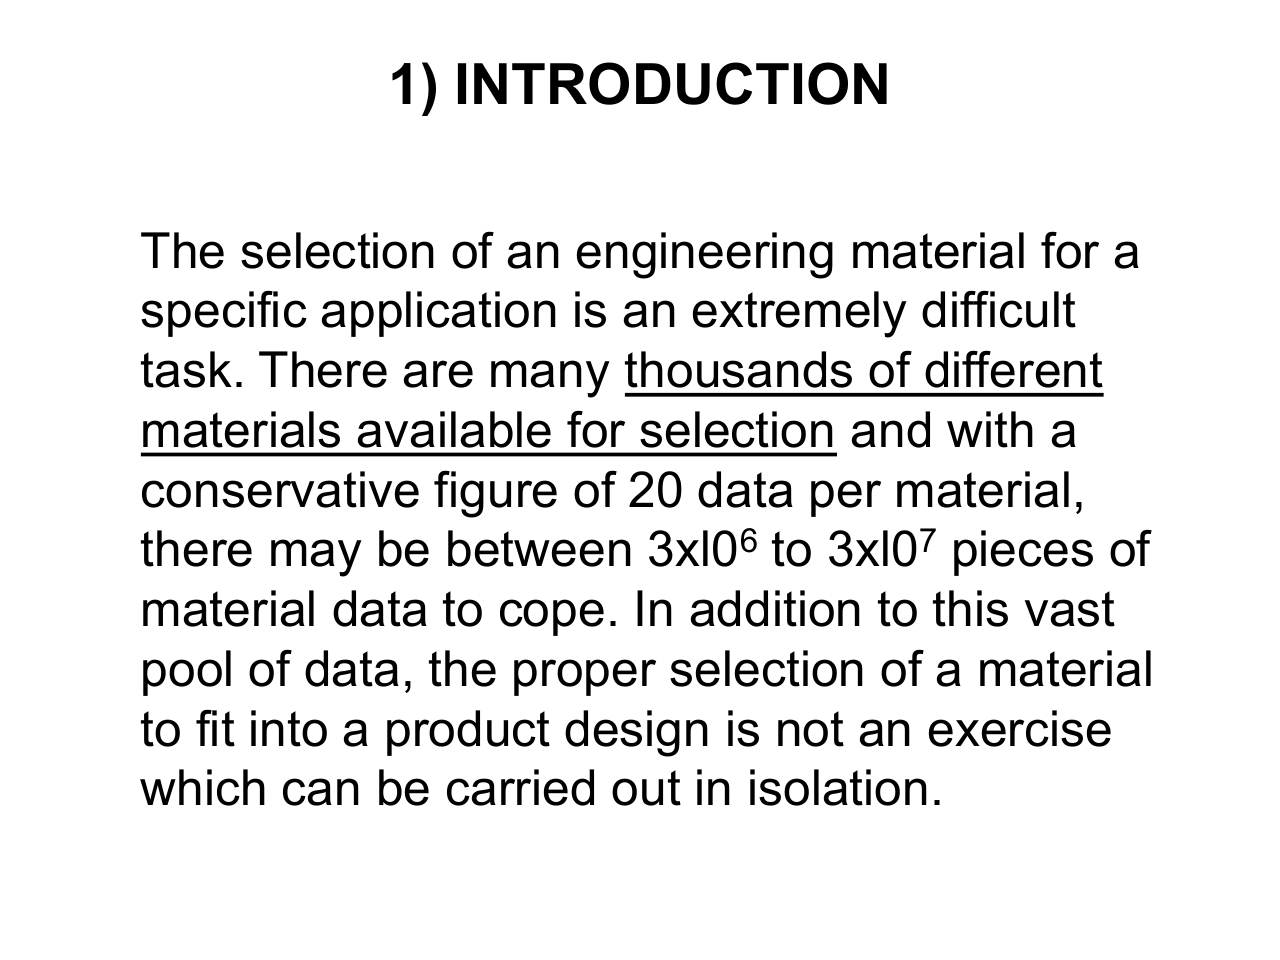 1) INTRODUCTION
The selection of an engineering material for a
specific application is an extremely difficult
task. There are many thousands of different
materials available for selection and with a
conservative figure of 20 data per material,
there may be between 3xl0⁶ to 3xl0⁷ pieces of
material data to cope. In addition to this vast
pool of data, the proper selection of a material
to fit into a product design is not an exercise
which can be carried out in isolation.